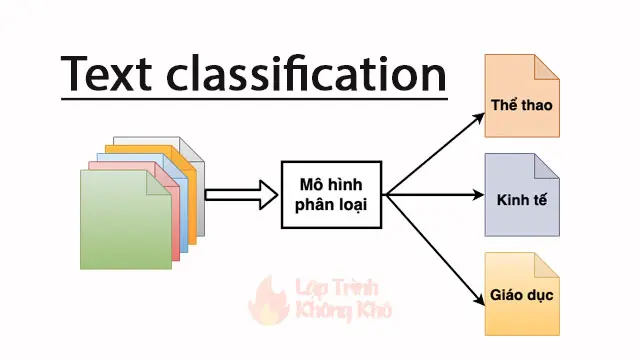 Text classification
Thể thao
Mô hình
phân loại
Kinh tế
Giáo dục
Lập Trình
Không Khó